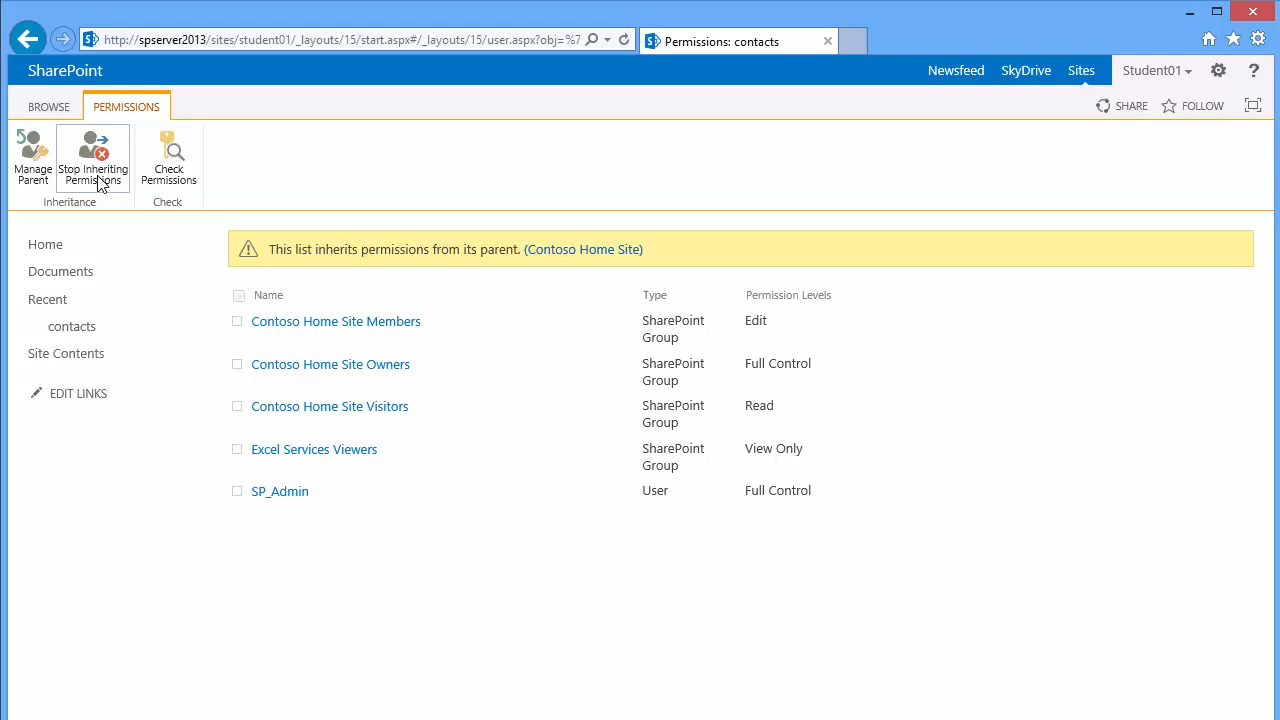 http://spserver2013/sites/student01/_layouts/15/start.aspx#/_layouts/15/user.aspx?obj=%7
Permissions: contacts
SharePoint
Newsfeed
SkyDrive
Sites
Student01
?
BROWSE
PERMISSIONS
SHARE
FOLLOW
Manage Parent
Stop Inheriting Permissions
Check Permissions
Inheritance
Check
Home
Documents
Recent
contacts
Site Contents
EDIT LINKS
This list inherits permissions from its parent. (Contoso Home Site)
Name Type Permission Levels
Contoso Home Site Members SharePoint Group Edit
Contoso Home Site Owners SharePoint Group Full Control
Contoso Home Site Visitors SharePoint Group Read
Excel Services Viewers SharePoint Group View Only
SP_Admin User Full Control